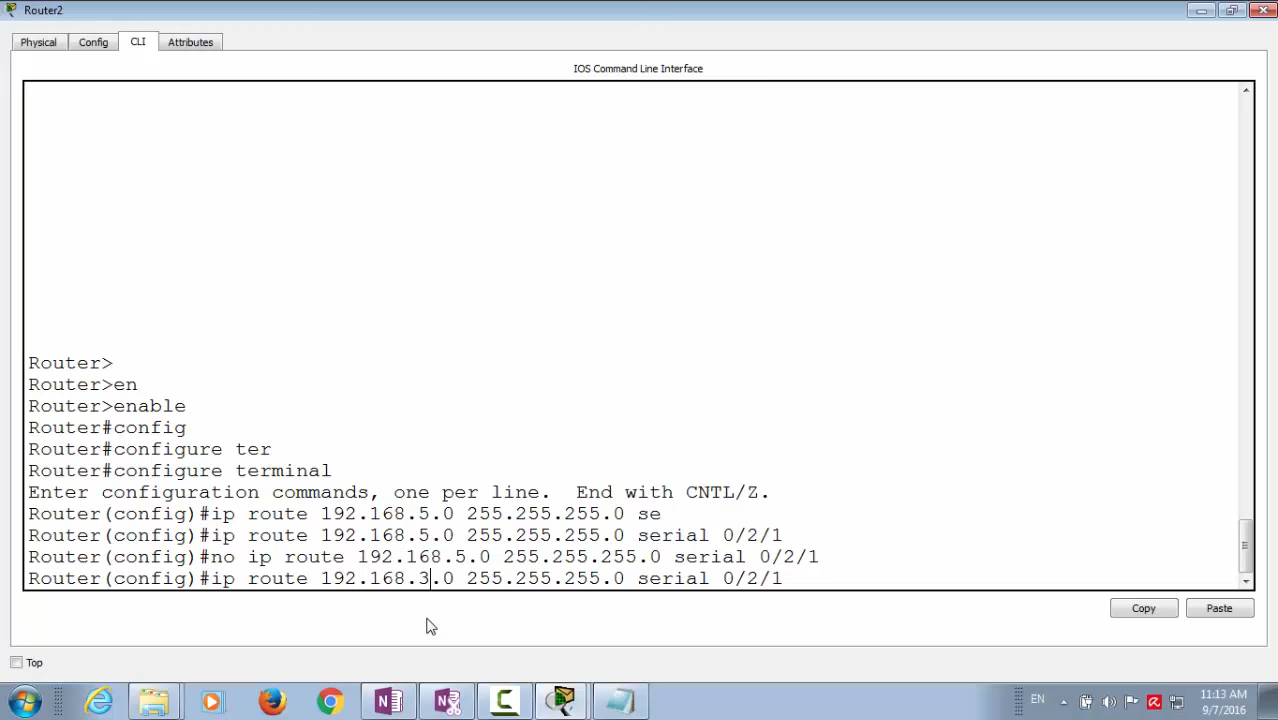 Router2
Physical Config CLI Attributes
IOS Command Line Interface
Router>
Router>en
Router>enable
Router#config
Router#configure ter
Router#configure terminal
Enter configuration commands, one per line.  End with CNTL/Z.
Router(config)#ip route 192.168.5.0 255.255.255.0 se
Router(config)#ip route 192.168.5.0 255.255.255.0 serial 0/2/1
Router(config)#no ip route 192.168.5.0 255.255.255.0 serial 0/2/1
Router(config)#ip route 192.168.3.0 255.255.255.0 serial 0/2/1
Copy Paste
Top
EN
11:13 AM
9/7/2016